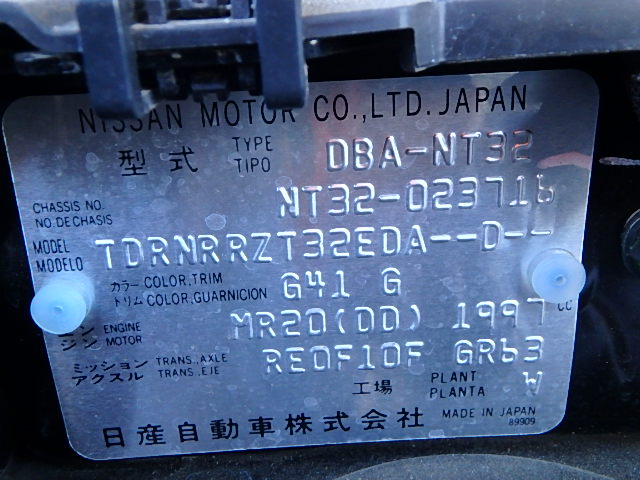 NISSAN MOTOR CO.,LTD. JAPAN
型式 TYPE TIPO DBA-NT32
CHASSIS NO. NO.DE CHASIS NT32-023716
MODEL MODELO TDRNRRZT32EDA--D--
カラー COLOR,TRIM トリム COLOR,GUARNICION G41 G
ジン ENGINE MOTOR MR20(DD) 1997 CC
ミッション TRANS.,AXLE アクスル TRANS.,EJE RE0F10F GR63
工場 PLANT PLANTA W
日産自動車株式会社 MADE IN JAPAN
89909